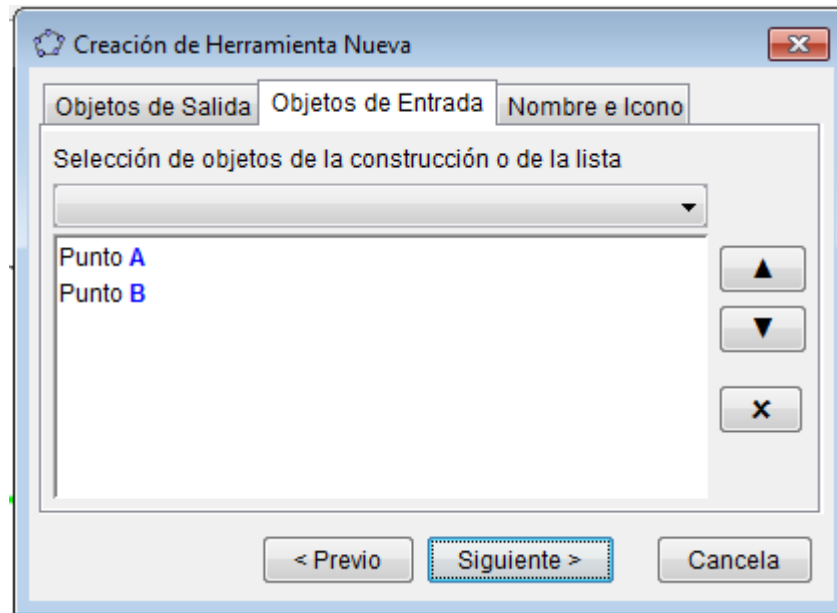 Creación de Herramienta Nueva
Objetos de Salida Objetos de Entrada Nombre e Icono
Selección de objetos de la construcción o de la lista
Punto A
Punto B
< Previo Siguiente > Cancela